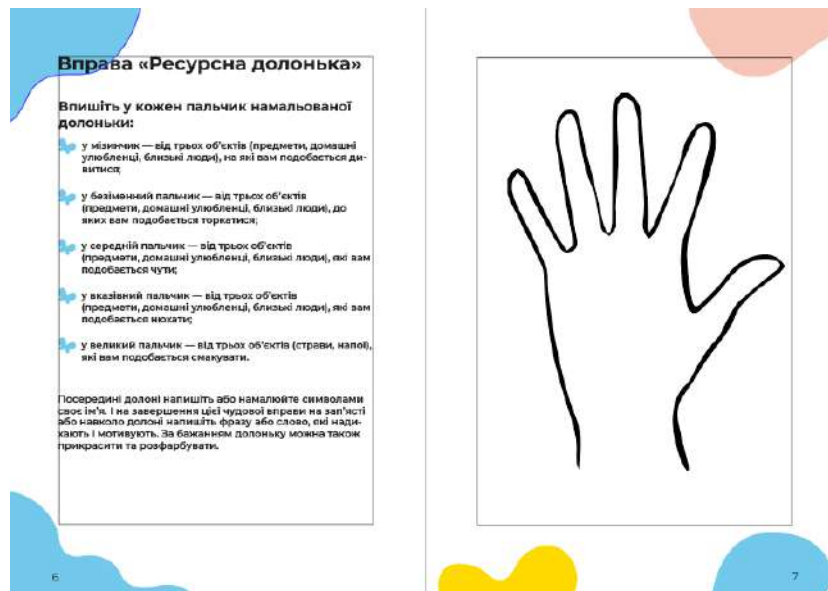 Вправа «Ресурсна долонька»
Впишіть у кожен пальчик намальованої
долоньки:
у мізинчик — від трьох об'єктів (предмети, домашні
улюбленці, близькі люди), на які вам подобається ди-
витися;
у безіменний пальчик — від трьох об'єктів
(предмети, домашні улюбленці, близькі люди), до
яких вам подобається торкатися;
у середній пальчик — від трьох об'єктів
(предмети, домашні улюбленці, близькі люди), які вам
подобається чути;
у вказівний пальчик — від трьох об'єктів
(предмети, домашні улюбленці, близькі люди), які вам
подобається нюхати;
у великий пальчик — від трьох об'єктів (страви, напої),
які вам подобається смакувати.
Посередині долоні напишіть або намалюйте символами
своє ім'я. І на завершення цієї чудової вправи на зап'ясті
або навколо долоні напишіть фразу або слово, які нади-
хають і мотивують. За бажанням долоньку можна також
прикрасити та розфарбувати.
6
7